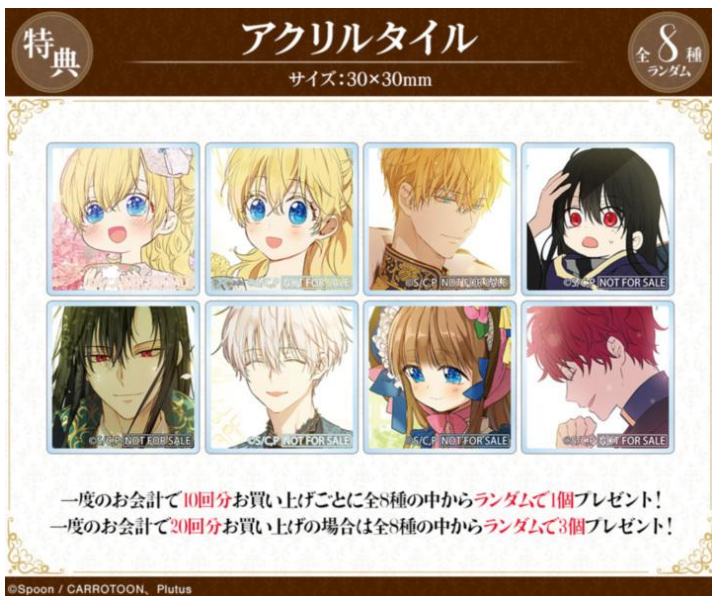 特典
アクリルタイル
サイズ：30×30mm
全8種
ランダム
©S/C.P NOT FOR SALE
©S/C.P NOT FOR SALE
©S/C.P NOT FOR SALE
©S/C.P NOT FOR SALE
©S/C.P NOT FOR SALE
©S/C.P NOT FOR SALE
©S/C.P NOT FOR SALE
©S/C.P NOT FOR SALE
一度のお会計で10回分お買い上げごとに全8種の中からランダムで1個プレゼント！
一度のお会計で20回分お買い上げの場合は全8種の中からランダムで3個プレゼント！
©Spoon / CARROTOON、Plutus